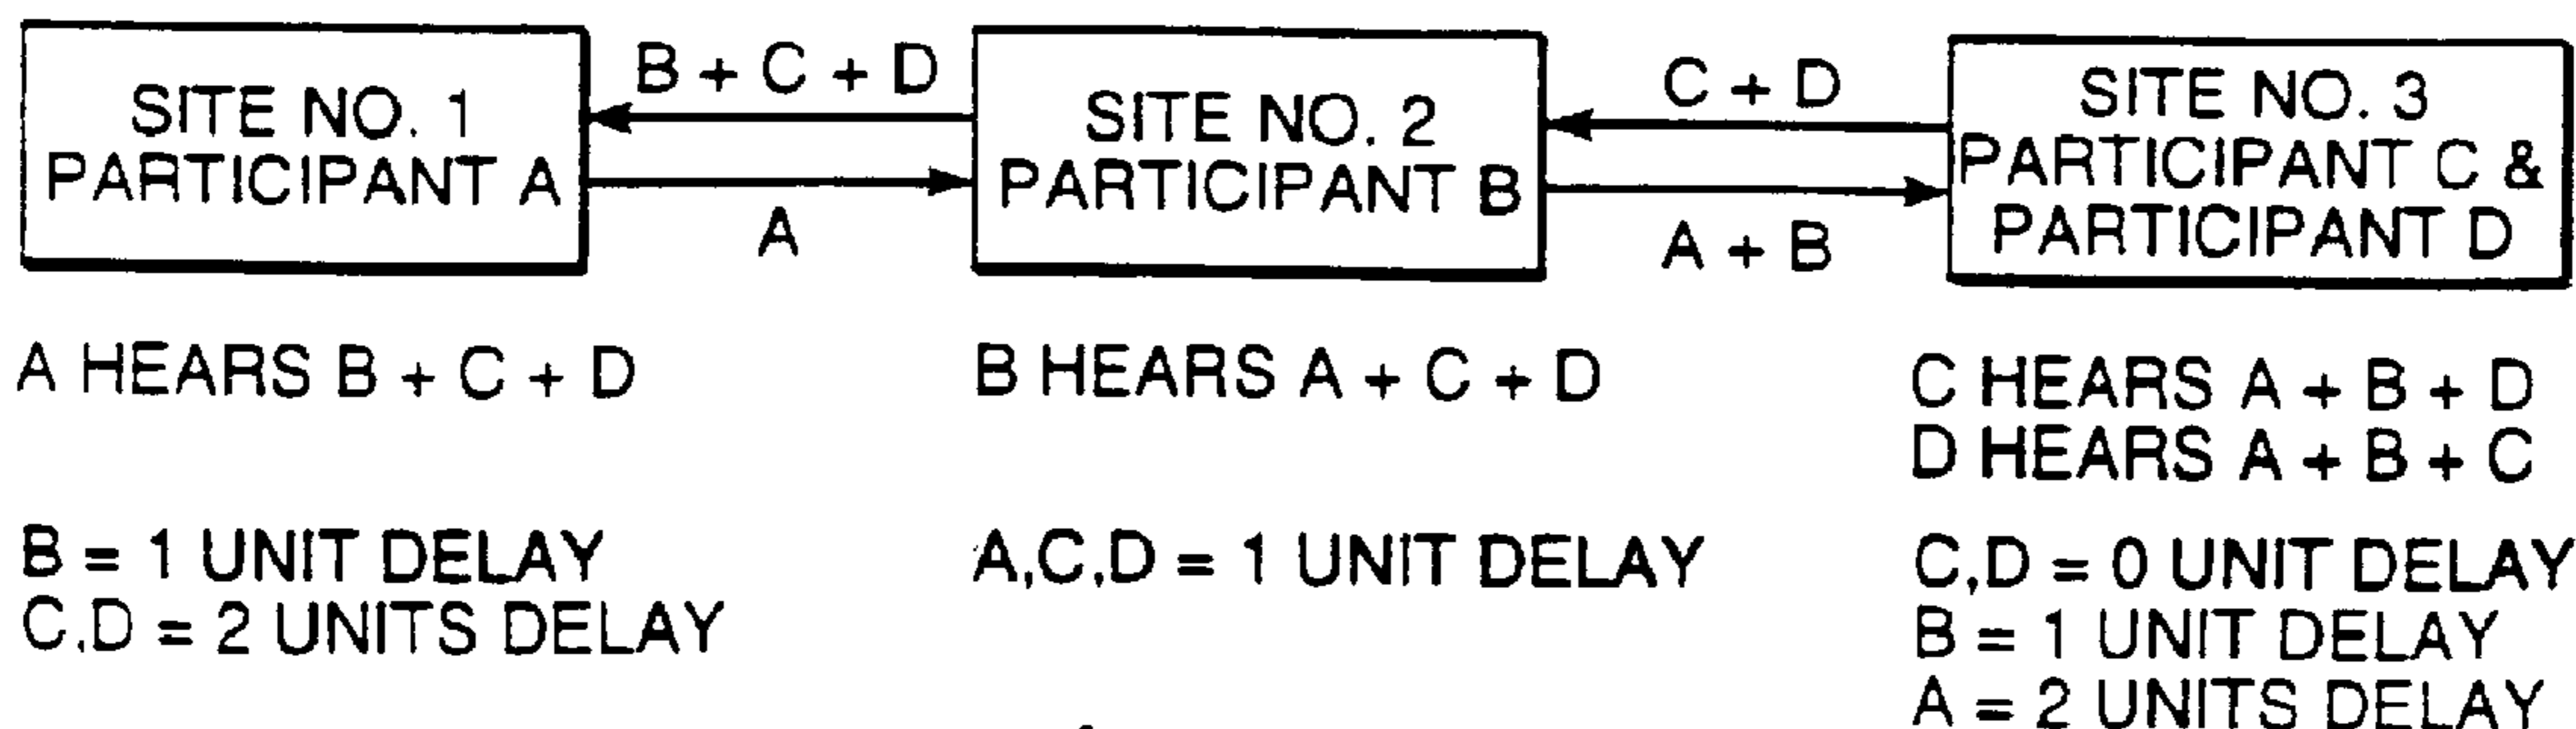 SITE NO. 1
PARTICIPANT A
B + C + D
A
SITE NO. 2
PARTICIPANT B
C + D
A + B
SITE NO. 3
PARTICIPANT C &
PARTICIPANT D
A HEARS B + C + D
B HEARS A + C + D
C HEARS A + B + D
D HEARS A + B + C
B = 1 UNIT DELAY
C,D = 2 UNITS DELAY
A,C,D = 1 UNIT DELAY
C,D = 0 UNIT DELAY
B = 1 UNIT DELAY
A = 2 UNITS DELAY